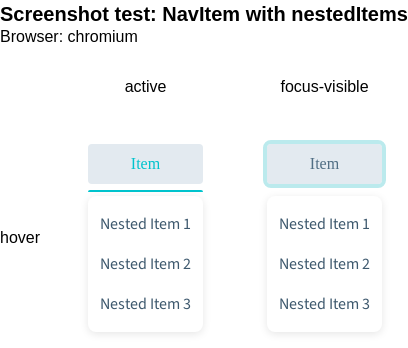 Screenshot test: NavItem with nestedItems
Browser: chromium
active focus-visible
Item Item
hover
Nested Item 1 Nested Item 1
Nested Item 2 Nested Item 2
Nested Item 3 Nested Item 3